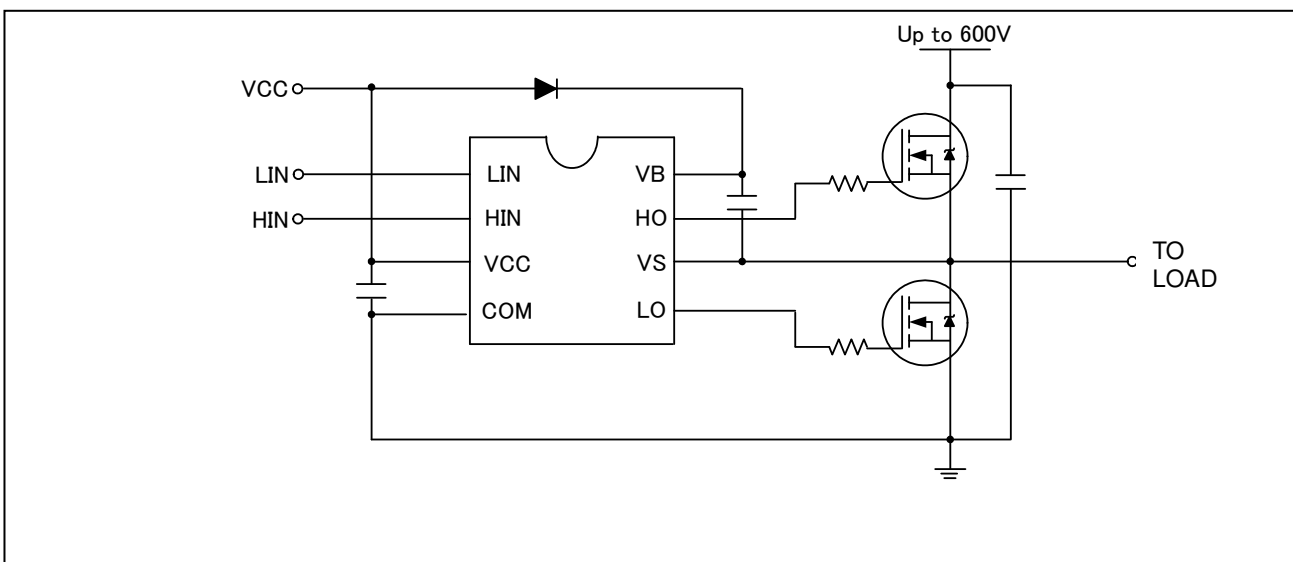 Up to 600V
VCC
LIN
HIN
LIN
HIN
VCC
COM
VB
HO
VS
LO
TO
LOAD